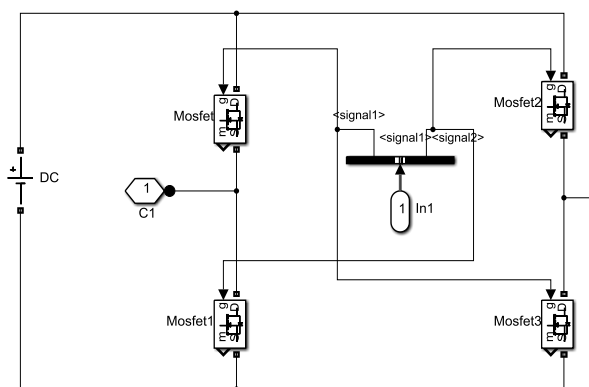 g D
Mosfet
m S
<signal1>
<signal1><signal2>
g D
Mosfet2
m S
+
DC
1
C1
1
In1
g D
Mosfet1
m S
g D
Mosfet3
m S